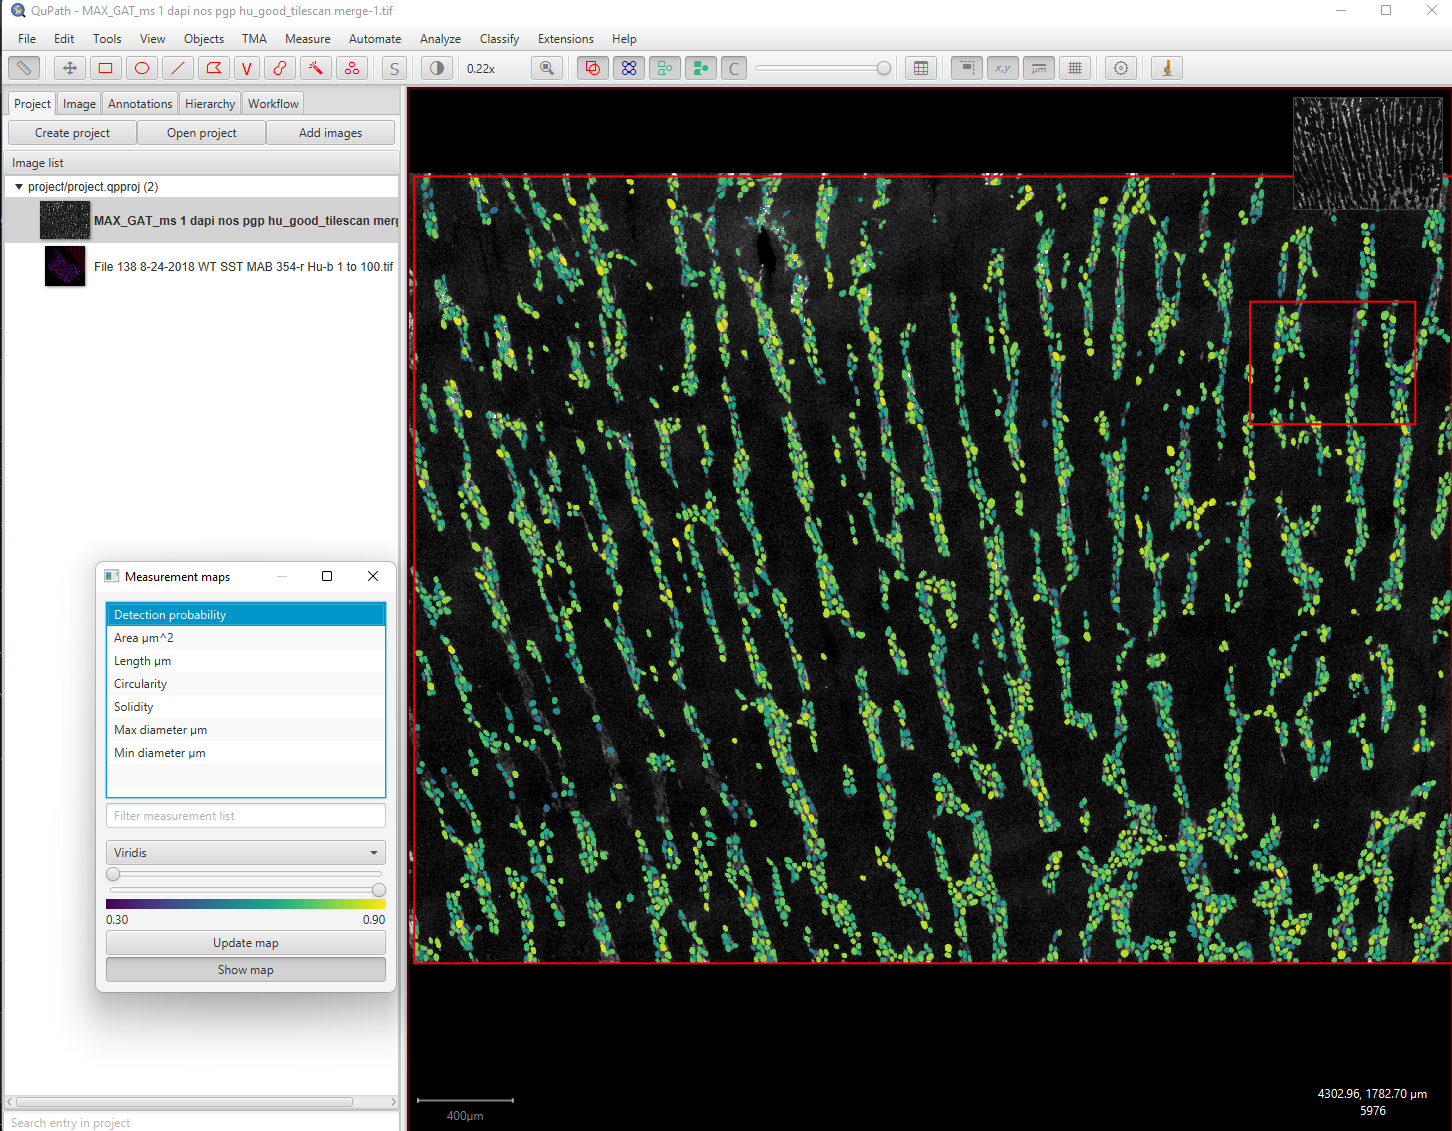 QuPath - MAX_GAT_ms 1 dapi nos pgp hu_good_tilescan merge-1.tif
File Edit Tools View Objects TMA Measure Automate Analyze Classify Extensions Help
V S 0.22x C x,y µm
Project Image Annotations Hierarchy Workflow
Create project Open project Add images
Image list
project/project.qpproj (2)
MAX_GAT_ms 1 dapi nos pgp hu_good_tilescan merg
File 138 8-24-2018 WT SST MAB 354-r Hu-b 1 to 100.tif
Measurement maps
Detection probability
Area µm^2
Length µm
Circularity
Solidity
Max diameter µm
Min diameter µm
Filter measurement list
Viridis
0.30 0.90
Update map
Show map
Search entry in project
400µm
4302.96, 1782.70 µm
5976